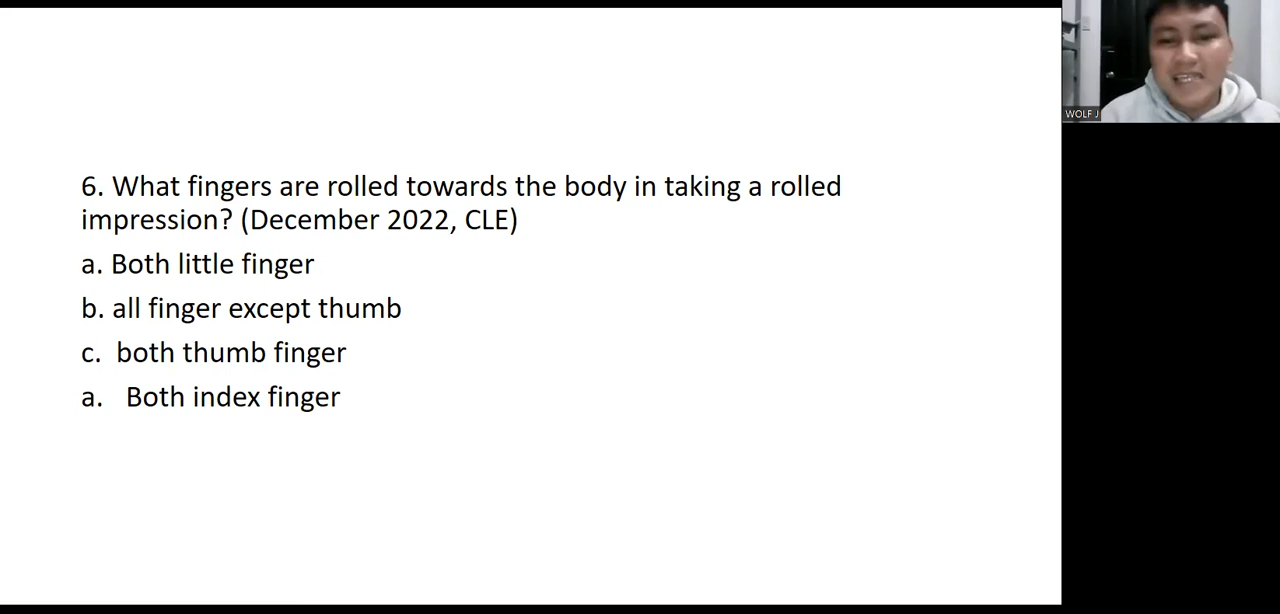 WOLF J
6. What fingers are rolled towards the body in taking a rolled
impression? (December 2022, CLE)
a. Both little finger
b. all finger except thumb
c. both thumb finger
a. Both index finger